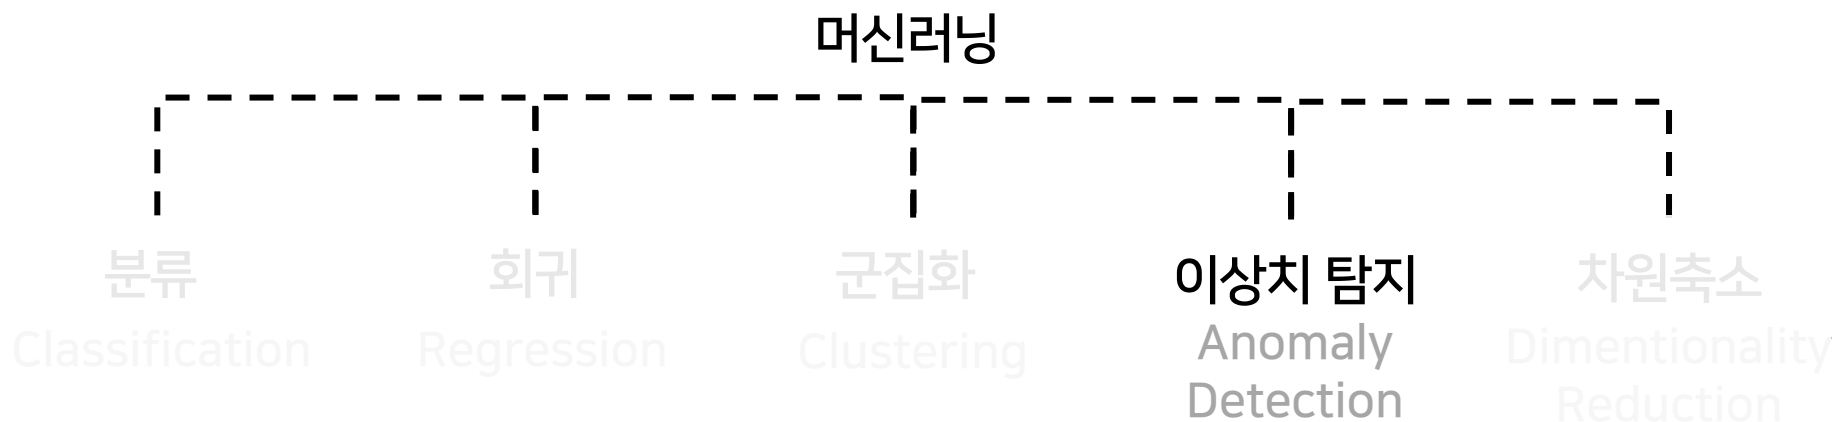 머신러닝
분류
Classification
회귀
Regression
군집화
Clustering
이상치 탐지
Anomaly
Detection
차원축소
Dimentionality
Reduction